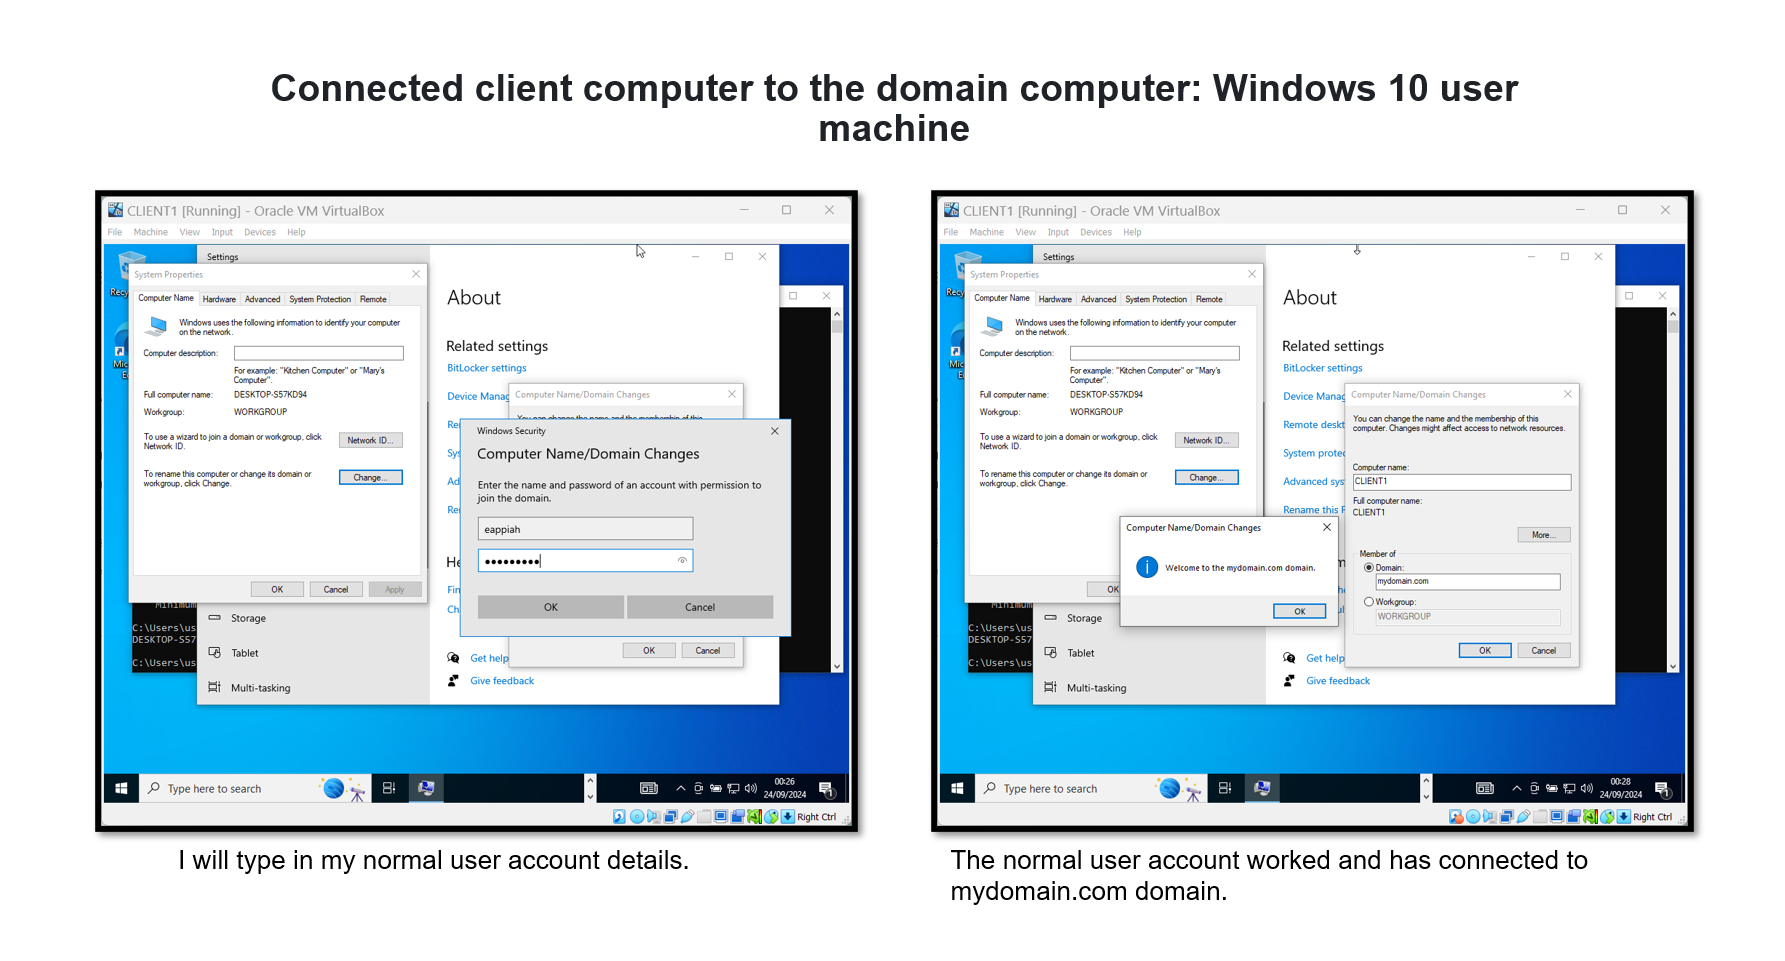 Connected client computer to the domain computer: Windows 10 user
machine
CLIENT1 [Running] - Oracle VM VirtualBox
File Machine View Input Devices Help
Settings
System Properties
Computer Name Hardware Advanced System Protection Remote
Windows uses the following information to identify your computer
on the network.
Computer description:
For example: "Kitchen Computer" or "Mary's
Computer".
Full computer name: DESKTOP-S57KD94
Workgroup: WORKGROUP
To use a wizard to join a domain or workgroup, click
Network ID.
Network ID...
To rename this computer or change its domain or
workgroup, click Change.
Change...
OK Cancel Apply
About
Related settings
BitLocker settings
Device Manag
Computer Name/Domain Changes
You can change the name and the membership of this
Windows Security
Computer Name/Domain Changes
Enter the name and password of an account with permission to
join the domain.
eappiah
OK Cancel
OK Cancel
Get help
Give feedback
Storage
Tablet
Multi-tasking
C:\Users\us
DESKTOP-S57
C:\Users\us
Type here to search
00:26
24/09/2024
1
Right Ctrl
I will type in my normal user account details.
CLIENT1 [Running] - Oracle VM VirtualBox
File Machine View Input Devices Help
Settings
System Properties
Computer Name Hardware Advanced System Protection Remote
Windows uses the following information to identify your computer
on the network.
Computer description:
For example: "Kitchen Computer" or "Mary's
Computer".
Full computer name: DESKTOP-S57KD94
Workgroup: WORKGROUP
To use a wizard to join a domain or workgroup, click
Network ID.
Network ID...
To rename this computer or change its domain or
workgroup, click Change.
Change...
OK
About
Related settings
BitLocker settings
Device Manag
Remote deskt
System protec
Advanced sys
Rename this P
Computer Name/Domain Changes
You can change the name and the membership of this
computer. Changes might affect access to network resources.
Computer name:
CLIENT1
Full computer name:
CLIENT1
More...
Member of
Domain:
mydomain.com
Workgroup:
WORKGROUP
OK Cancel
Computer Name/Domain Changes
Welcome to the mydomain.com domain.
OK
Get help
Give feedback
Storage
Tablet
Multi-tasking
C:\Users\us
DESKTOP-S57
C:\Users\us
Type here to search
00:28
24/09/2024
1
Right Ctrl
The normal user account worked and has connected to
mydomain.com domain.